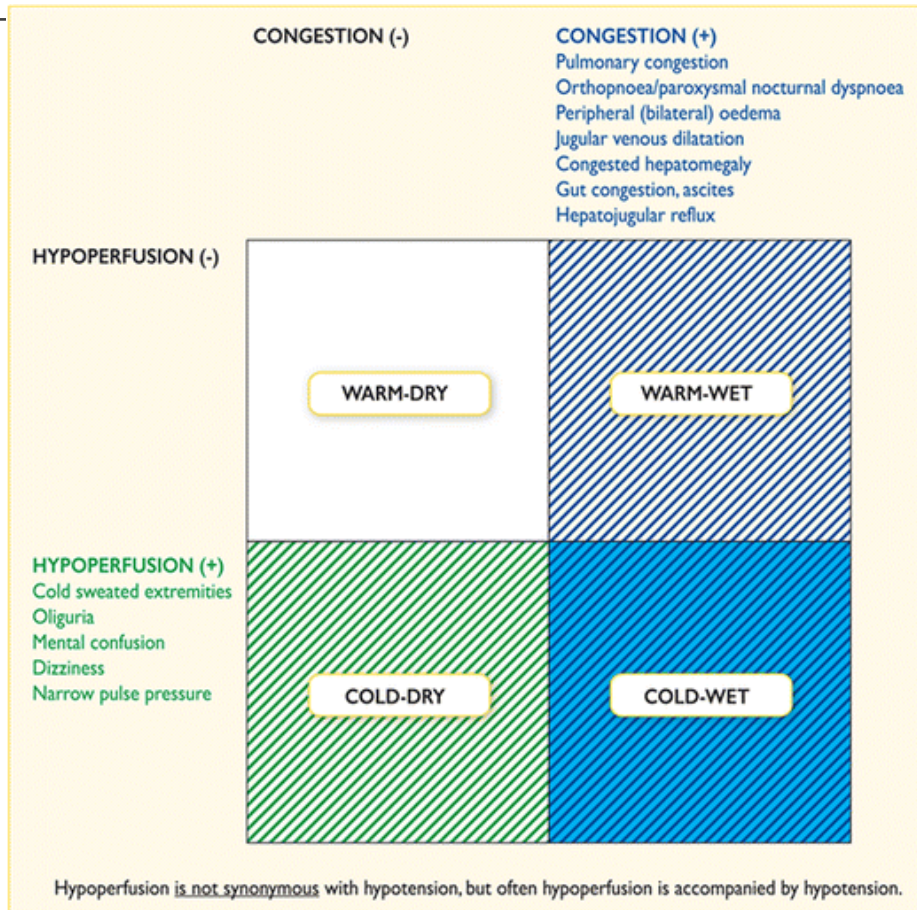 CONGESTION (-)
CONGESTION (+)
Pulmonary congestion
Orthopnoea/paroxysmal nocturnal dyspnoea
Peripheral (bilateral) oedema
Jugular venous dilatation
Congested hepatomegaly
Gut congestion, ascites
Hepatojugular reflux
HYPOPERFUSION (-)
WARM-DRY
WARM-WET
HYPOPERFUSION (+)
Cold sweated extremities
Oliguria
Mental confusion
Dizziness
Narrow pulse pressure
COLD-DRY
COLD-WET
Hypoperfusion is not synonymous with hypotension, but often hypoperfusion is accompanied by hypotension.